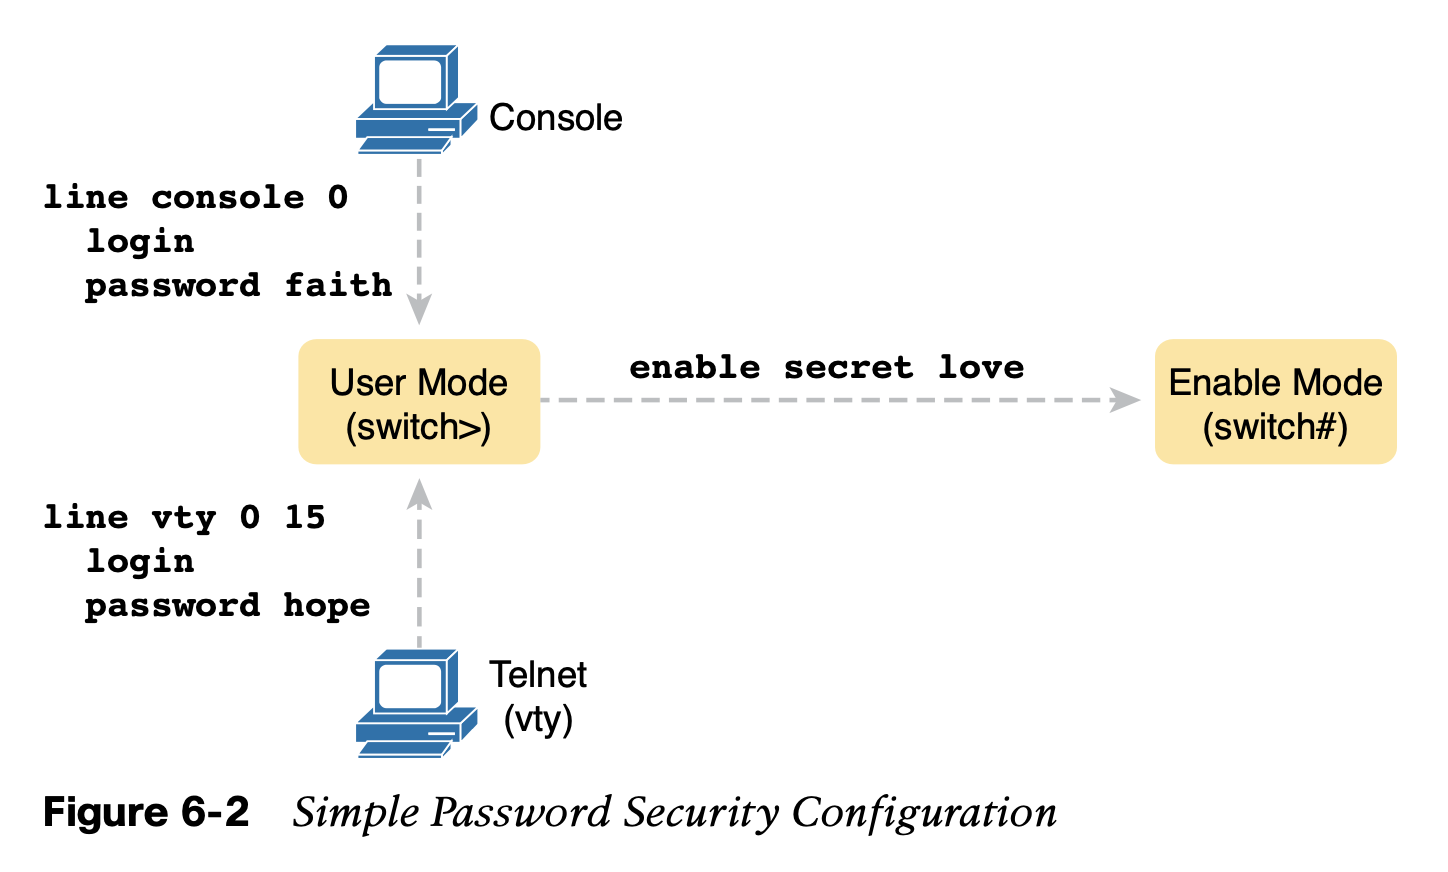 Console
line console 0
login
password faith
User Mode
(switch>)
enable secret love
Enable Mode
(switch#)
line vty 0 15
login
password hope
Telnet
(vty)
Figure 6-2 Simple Password Security Configuration